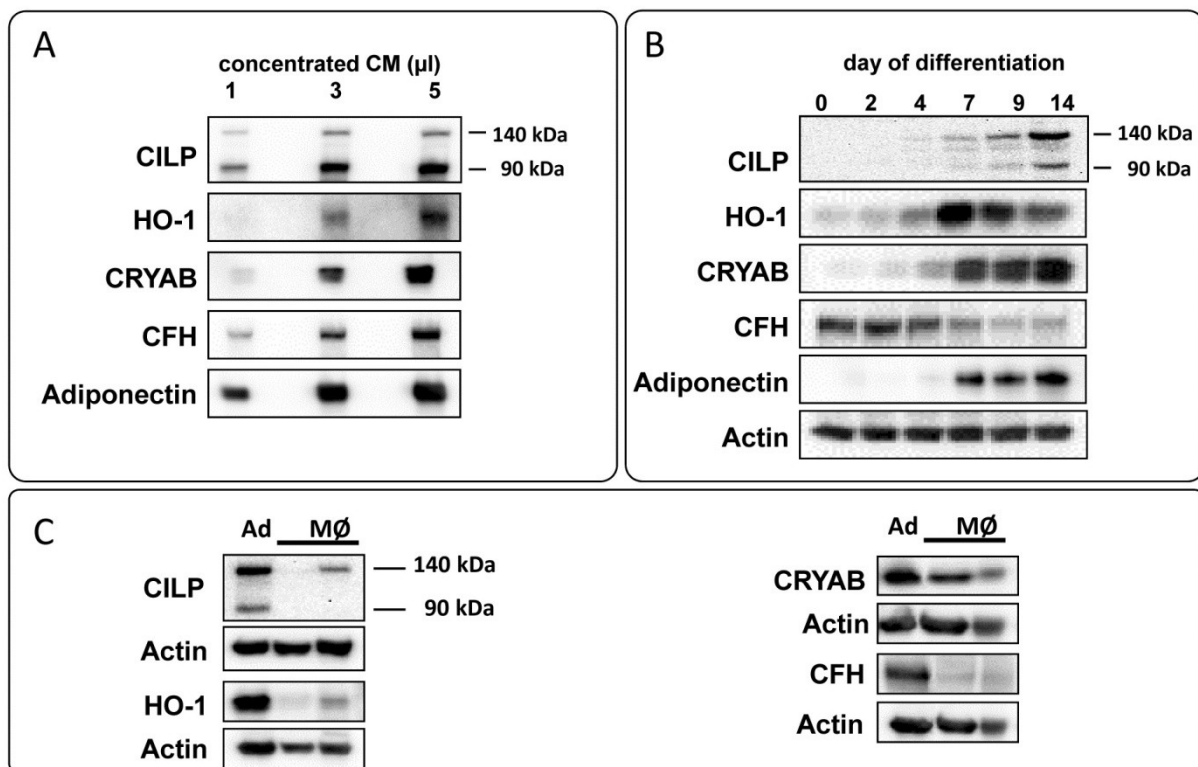 A
concentrated CM (µl)
1 3 5
CILP
140 kDa
90 kDa
HO-1
CRYAB
CFH
Adiponectin
B
day of differentiation
0 2 4 7 9 14
CILP
140 kDa
90 kDa
HO-1
CRYAB
CFH
Adiponectin
Actin
C
Ad MØ
CILP
140 kDa
90 kDa
Actin
HO-1
Actin
Ad MØ
CRYAB
Actin
CFH
Actin